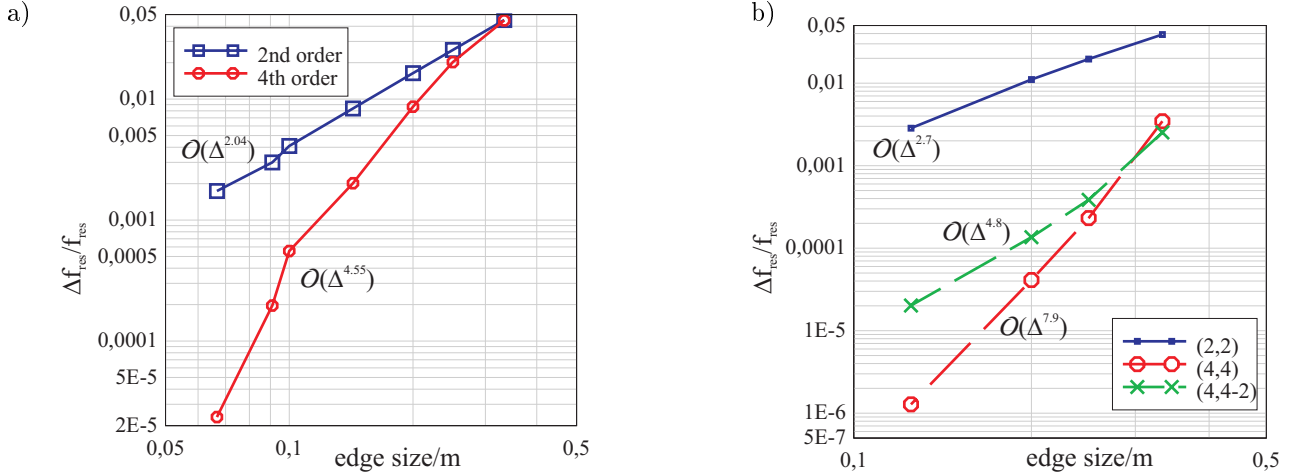 a)
0,05
0,01
0,005
0,001
0,0005
0,0001
5E-5
2E-5
Δf_res/f_res
2nd order
4th order
O(Δ^2.04)
O(Δ^4.55)
0,05
0,1
0,5
edge size/m
b)
0,05
0,01
0,001
0,0001
1E-5
1E-6
5E-7
Δf_res/f_res
O(Δ^2.7)
O(Δ^4.8)
O(Δ^7.9)
(2,2)
(4,4)
(4,4-2)
0,1
0,5
edge size/m